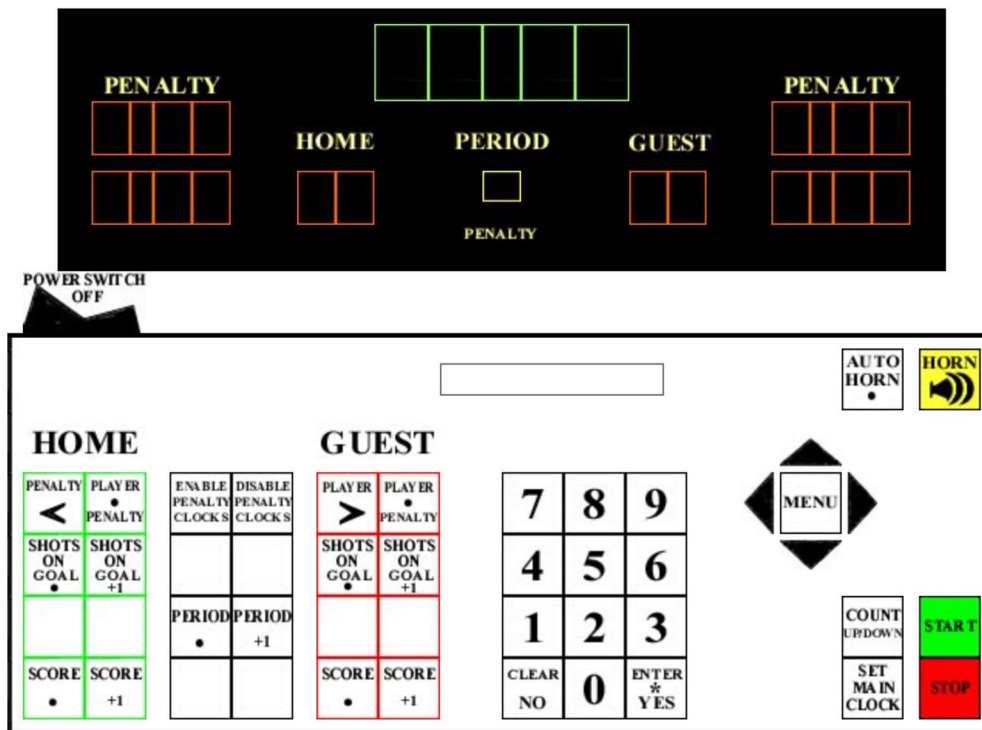 PENALTY
PENALTY
HOME
PERIOD
GUEST
PENALTY
POWER SWITCH
OFF
AUTO
HORN
•
HORN
HOME
GUEST
PENALTY
<
PLAYER
•
PENALTY
ENABLE
PENALTY
CLOCKS
DISABLE
PENALTY
CLOCKS
PLAYER
>
PLAYER
•
PENALTY
7
8
9
MENU
SHOTS
ON
GOAL
•
SHOTS
ON
GOAL
+1
SHOTS
ON
GOAL
•
SHOTS
ON
GOAL
+1
4
5
6
PERIOD
•
PERIOD
+1
1
2
3
COUNT
UP/DOWN
START
SCORE
•
SCORE
+1
SCORE
•
SCORE
+1
CLEAR
NO
0
ENTER
*
YES
SET
MAIN
CLOCK
STOP